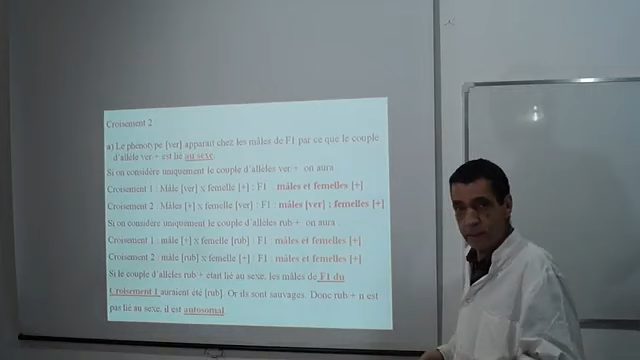 Croisement 2
a) Le phénotype [ver] apparait chez les mâles de F1 par ce que le couple
d'allèle ver + est lié au sexe.
Si on considère uniquement le couple d'allèles ver + on aura
Croisement 1 : Mâle [ver] x femelle [+] : F1 : mâles et femelles [+]
Croisement 2 : Mâles [+] x femelle [ver] : F1 : mâles [ver] ; femelles [+]
Si on considère uniquement le couple d'allèles rub + on aura :
Croisement 1 : mâle [+] x femelle [rub] : F1 : mâles et femelles [+]
Croisement 2 : mâle [rub] x femelle [+] : F1 : mâles et femelles [+]
Si le couple d'allèles rub + était lié au sexe, les mâles de F1 du
Croisement 1 auraient été [rub]. Or ils sont sauvages. Donc rub + n est
pas lié au sexe, il est autosomal.